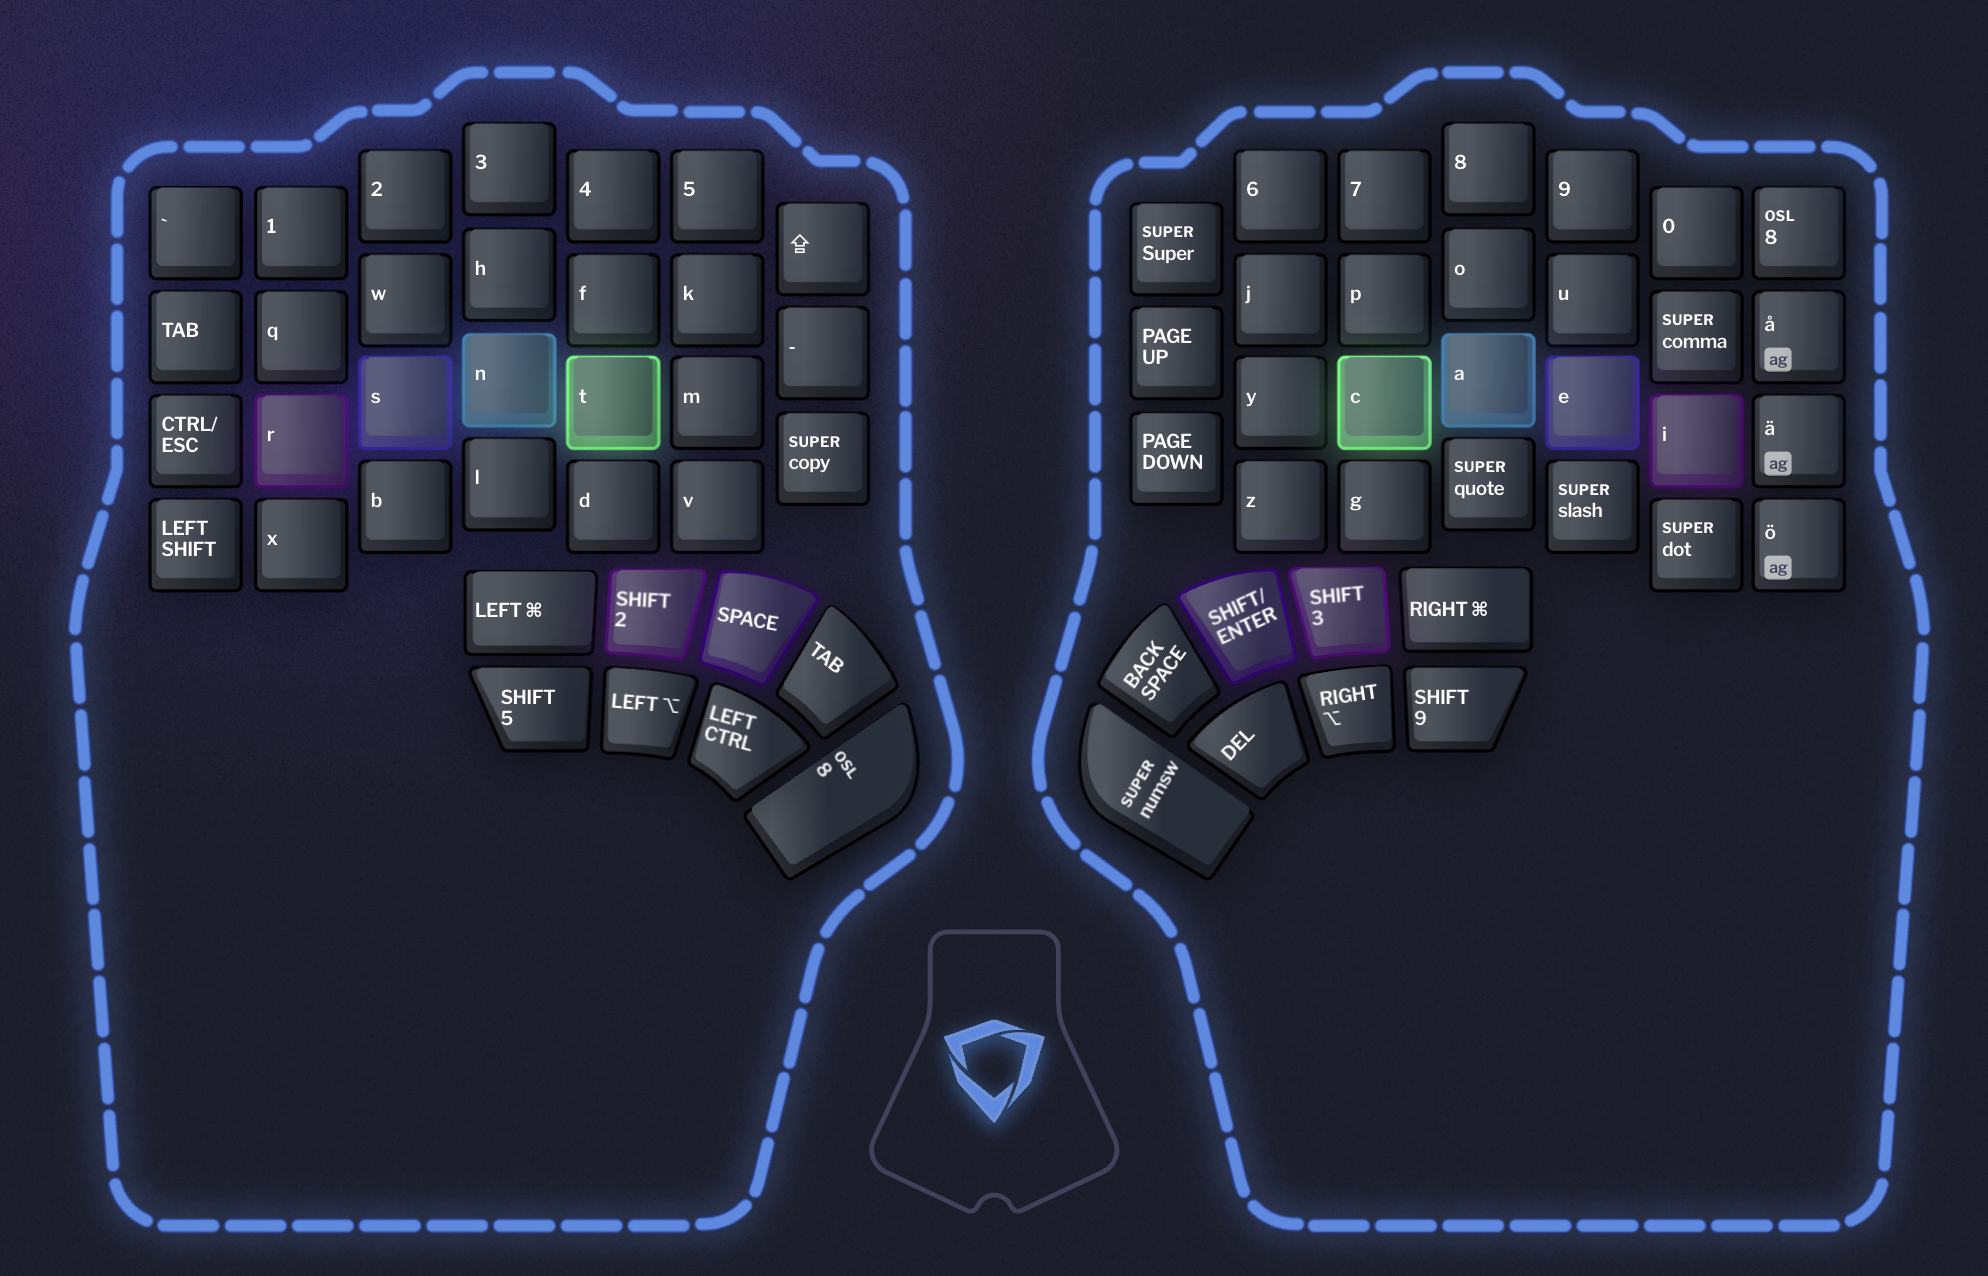 `
1
2
3
4
5
⇪
TAB
q
w
h
f
k
-
CTRL/
ESC
r
s
n
t
m
SUPER
copy
LEFT
SHIFT
x
b
l
d
v
LEFT ⌘
SHIFT
2
SPACE
TAB
SHIFT
5
LEFT ⌥
LEFT
CTRL
OSL
8
SUPER
Super
6
7
8
9
0
OSL
8
PAGE
UP
j
p
o
u
SUPER
comma
å
ag
PAGE
DOWN
y
c
a
e
i
ä
ag
z
g
SUPER
quote
SUPER
slash
SUPER
dot
ö
ag
BACK
SPACE
SHIFT/
ENTER
SHIFT
3
RIGHT ⌘
SUPER
numsw
DEL
RIGHT
⌥
SHIFT
9